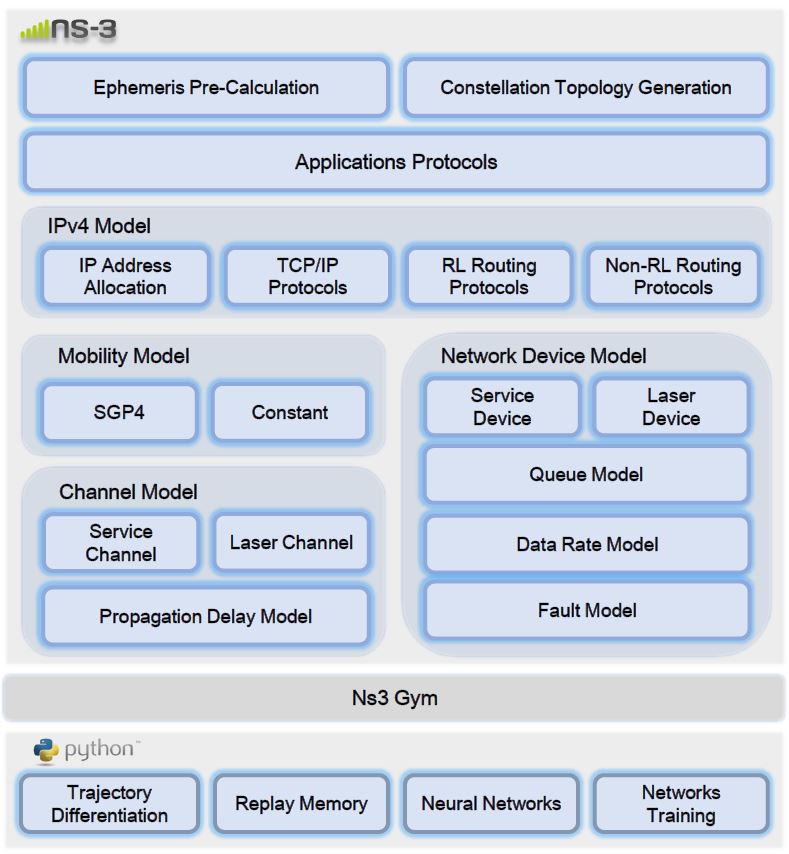 ns-3
Ephemeris Pre-Calculation
Constellation Topology Generation
Applications Protocols
IPv4 Model
IP Address
Allocation
TCP/IP
Protocols
RL Routing
Protocols
Non-RL Routing
Protocols
Mobility Model
SGP4
Constant
Channel Model
Service
Channel
Laser Channel
Propagation Delay Model
Network Device Model
Service
Device
Laser
Device
Queue Model
Data Rate Model
Fault Model
Ns3 Gym
python™
Trajectory
Differentiation
Replay Memory
Neural Networks
Networks
Training